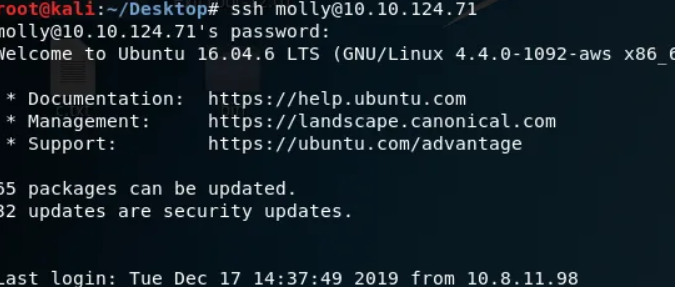 root@kali:~/Desktop# ssh molly@10.10.124.71
molly@10.10.124.71's password:
Welcome to Ubuntu 16.04.6 LTS (GNU/Linux 4.4.0-1092-aws x86_6
* Documentation: https://help.ubuntu.com
* Management: https://landscape.canonical.com
* Support: https://ubuntu.com/advantage
65 packages can be updated.
32 updates are security updates.
Last login: Tue Dec 17 14:37:49 2019 from 10.8.11.98